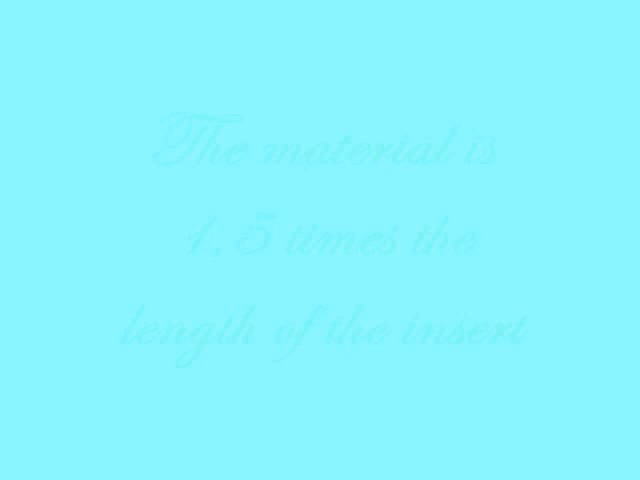 The material is
1.5 times the
length of the insert